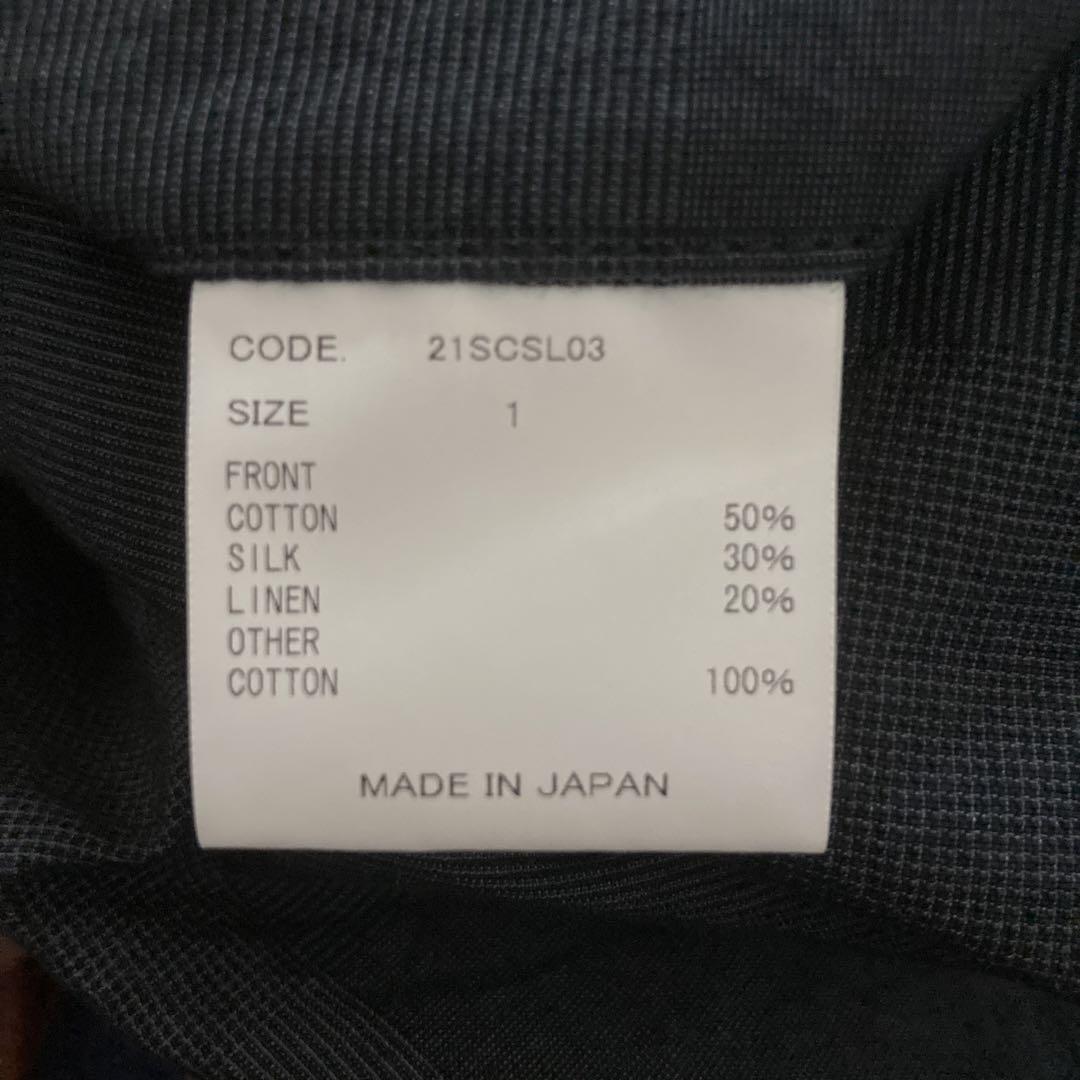 CODE. 21SCSL03
SIZE 1
FRONT
COTTON 50%
SILK 30%
LINEN 20%
OTHER
COTTON 100%
MADE IN JAPAN